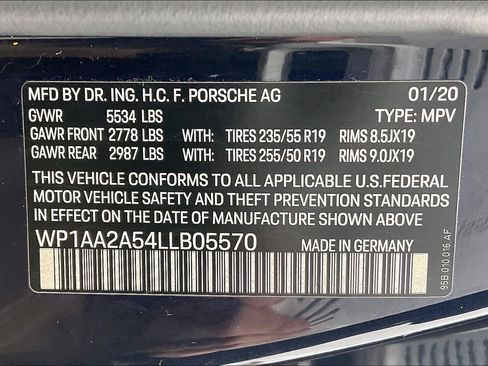 MFD BY DR. ING. H.C. F. PORSCHE AG 01/20
GVWR 5534 LBS TYPE: MPV
GAWR FRONT 2778 LBS WITH: TIRES 235/55 R19 RIMS 8.5JX19
GAWR REAR 2987 LBS WITH: TIRES 255/50 R19 RIMS 9.0JX19
THIS VEHICLE CONFORMS TO ALL APPLICABLE U.S.FEDERAL
MOTOR VEHICLE SAFETY AND THEFT PREVENTION STANDARDS
IN EFFECT ON THE DATE OF MANUFACTURE SHOWN ABOVE
WP1AA2A54LLB05570 MADE IN GERMANY
95B.010.016.AF